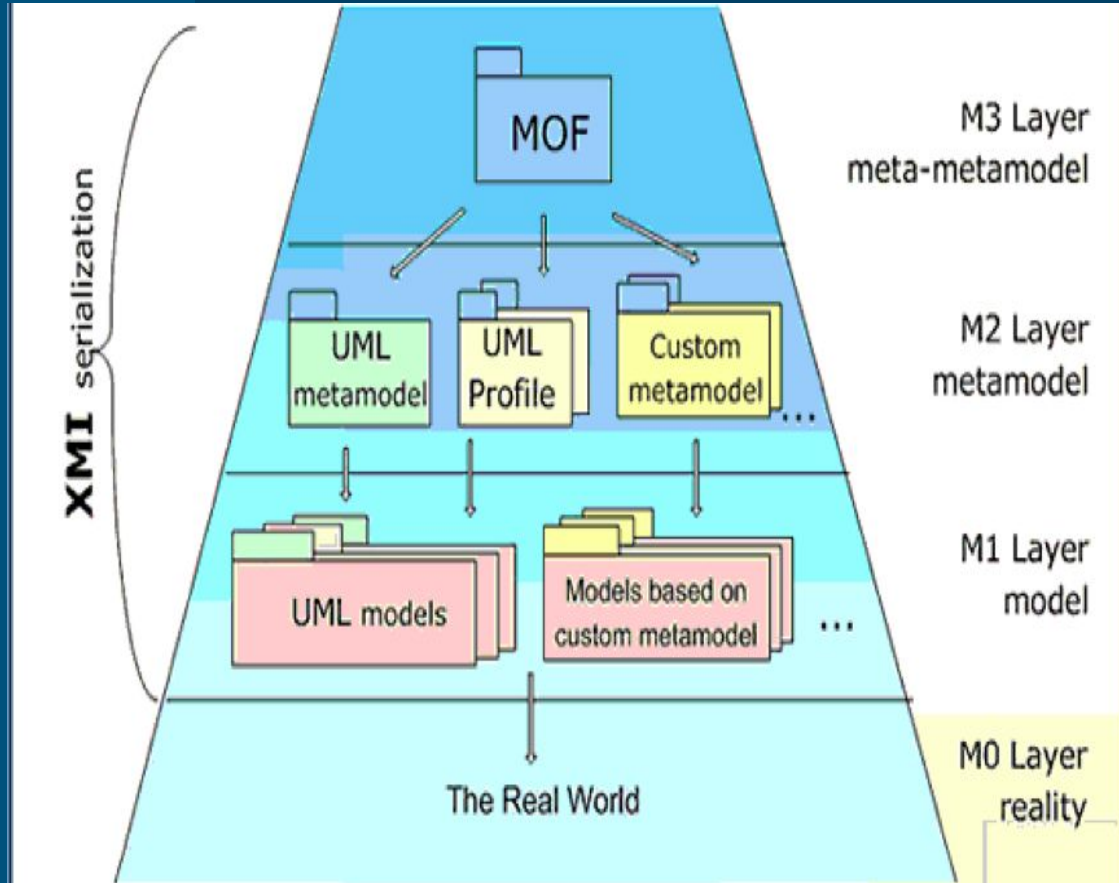 MOF
M3 Layer
meta-metamodel
XMI serialization
UML
metamodel
UML
Profile
Custom
metamodel
...
M2 Layer
metamodel
UML models
Models based on
custom metamodel
...
M1 Layer
model
The Real World
M0 Layer
reality